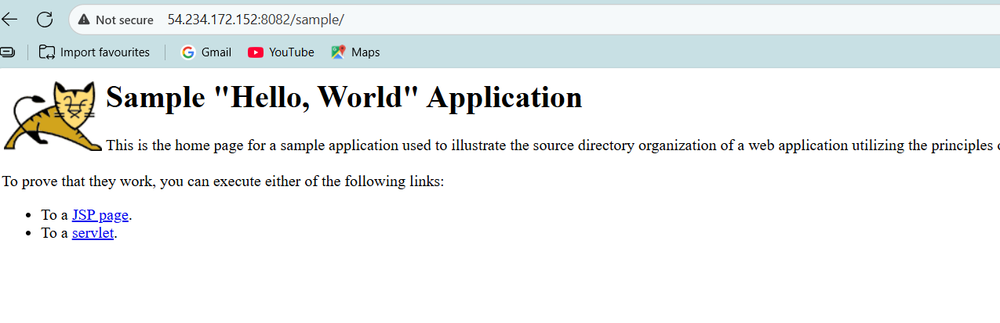 Not secure 54.234.172.152:8082/sample/
Import favourites Gmail YouTube Maps
Sample "Hello, World" Application
This is the home page for a sample application used to illustrate the source directory organization of a web application utilizing the principles
To prove that they work, you can execute either of the following links:
• To a JSP page.
• To a servlet.